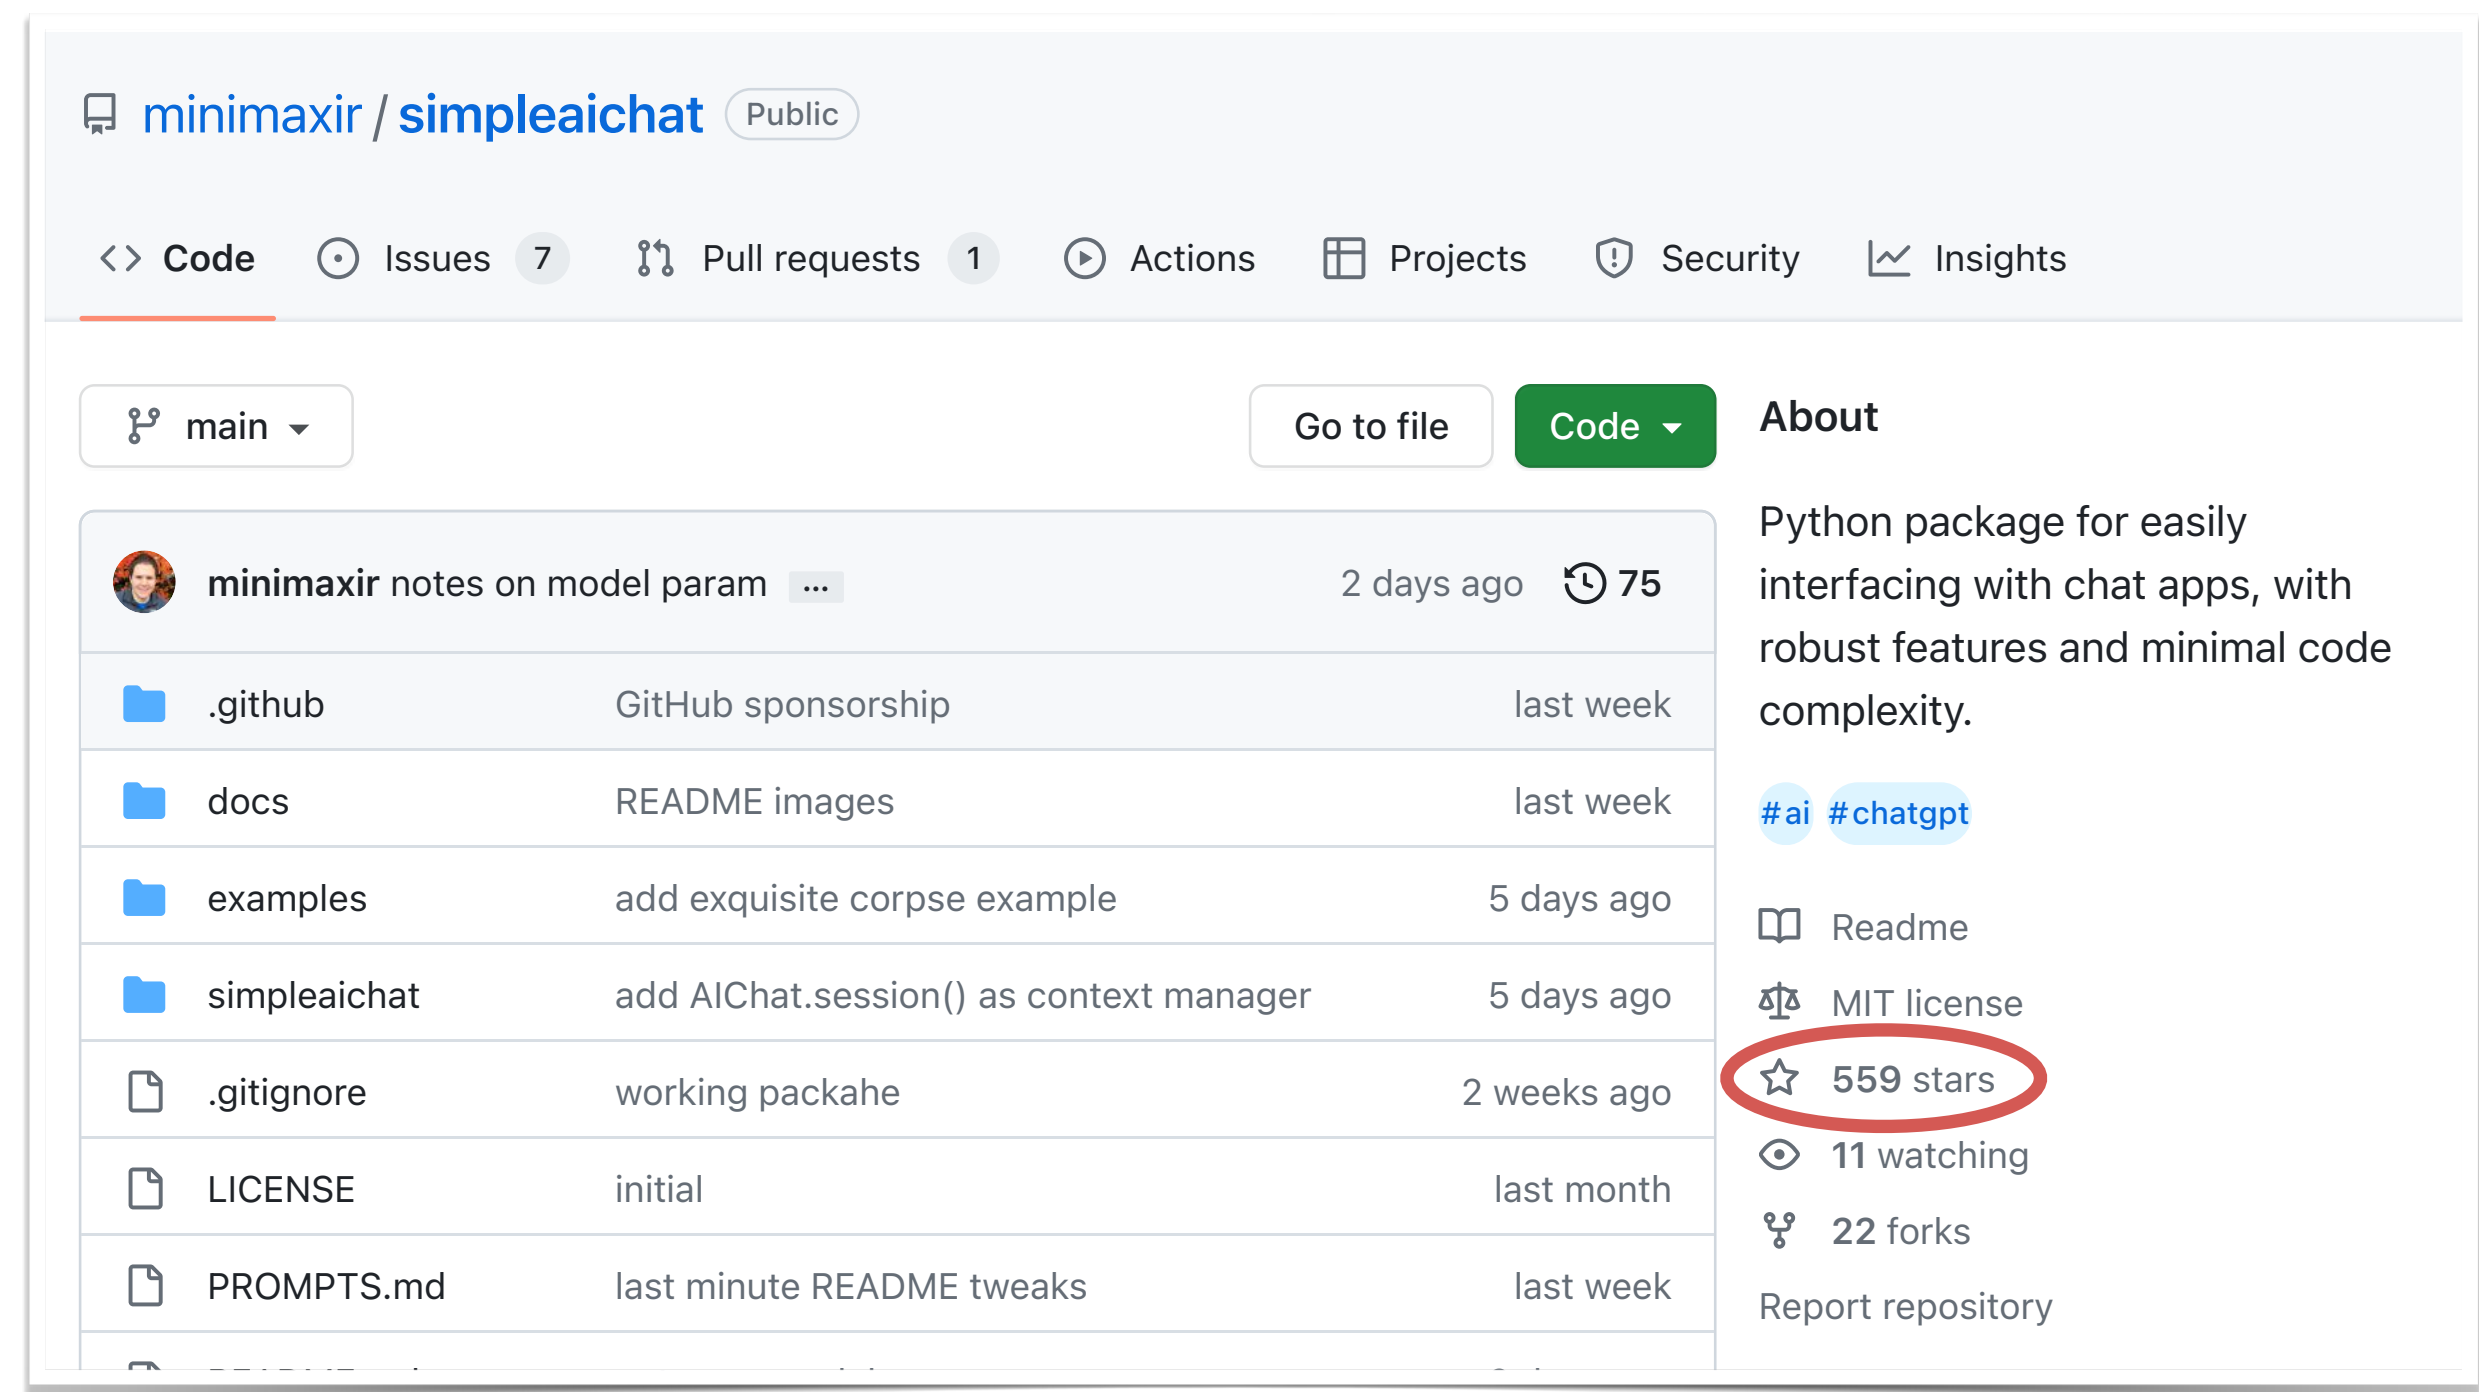 minimaxir / simpleaichat Public
Code Issues 7 Pull requests 1 Actions Projects Security Insights
main Go to file Code
minimaxir notes on model param ... 2 days ago 75
.github GitHub sponsorship last week
docs README images last week
examples add exquisite corpse example 5 days ago
simpleaichat add AIChat.session() as context manager 5 days ago
.gitignore working packahe 2 weeks ago
LICENSE initial last month
PROMPTS.md last minute README tweaks last week
About
Python package for easily
interfacing with chat apps, with
robust features and minimal code
complexity.
#ai #chatgpt
Readme
MIT license
559 stars
11 watching
22 forks
Report repository